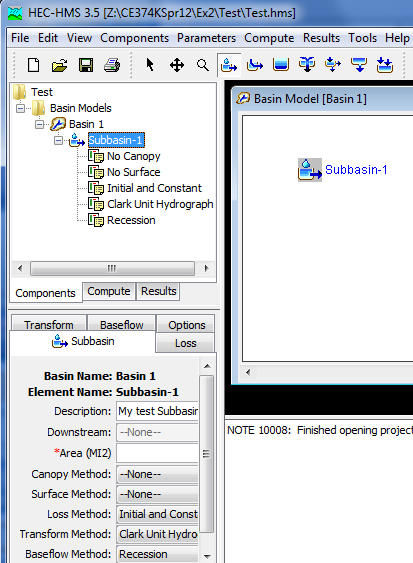 HEC-HMS 3.5 [Z:\CE374KSpr12\Ex2\Test\Test.hms]
File Edit View Components Parameters Compute Results Tools Help
Test
Basin Models
Basin 1
Subbasin-1
No Canopy
No Surface
Initial and Constant
Clark Unit Hydrograph
Recession
Components Compute Results
Basin Model [Basin 1]
Subbasin-1
Transform Baseflow Options
Subbasin Loss
Basin Name: Basin 1
Element Name: Subbasin-1
Description: My test Subbasin
Downstream: --None--
*Area (MI2)
Canopy Method: --None--
Surface Method: --None--
Loss Method: Initial and Const
Transform Method: Clark Unit Hydro
Baseflow Method: Recession
NOTE 10008: Finished opening project